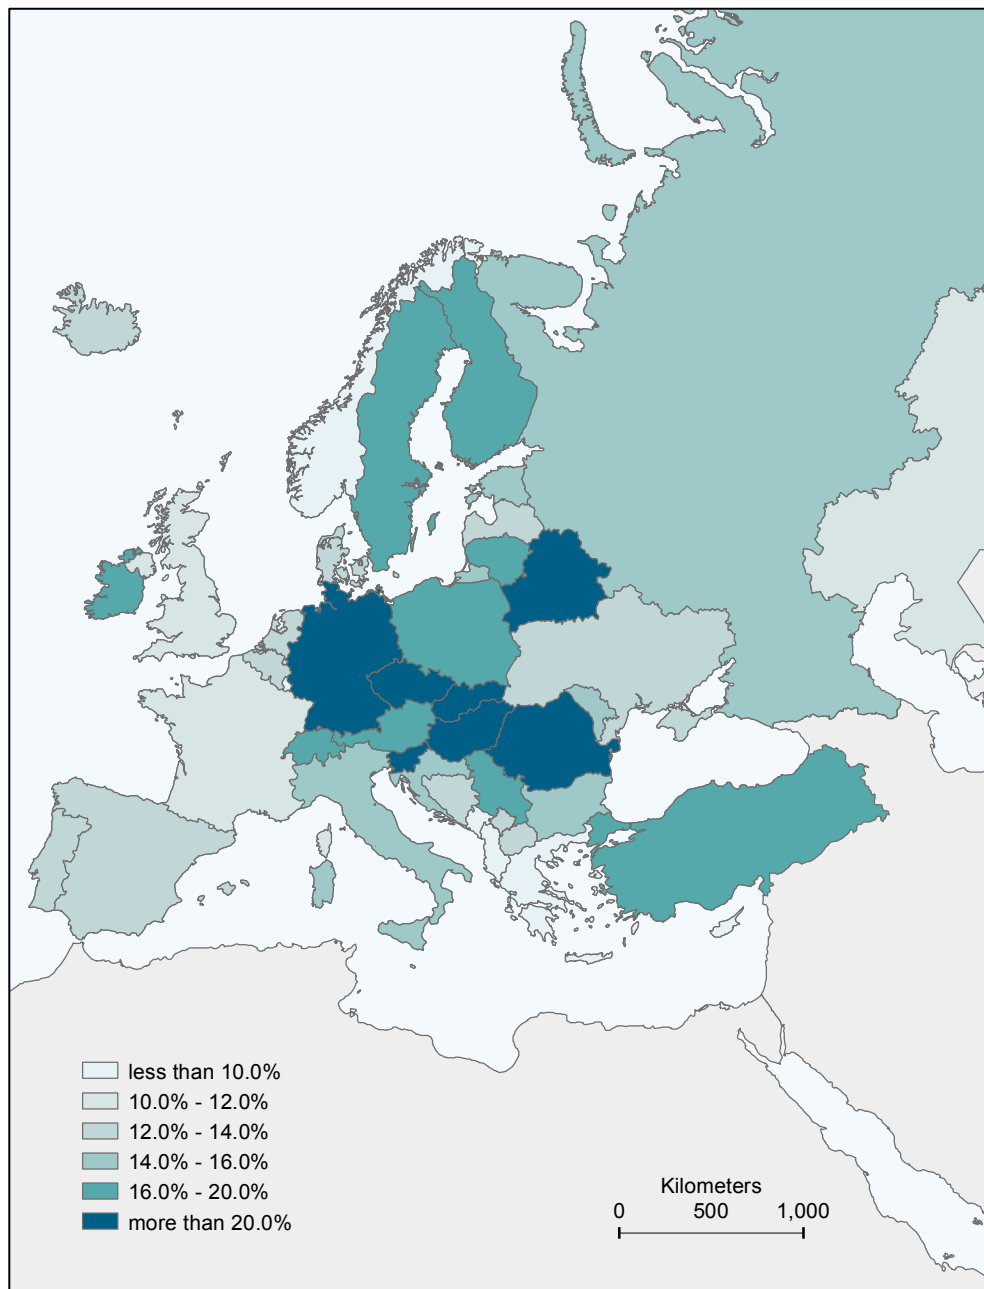 less than 10.0%
10.0% - 12.0%
12.0% - 14.0%
14.0% - 16.0%
16.0% - 20.0%
more than 20.0%
Kilometers
0 500 1,000